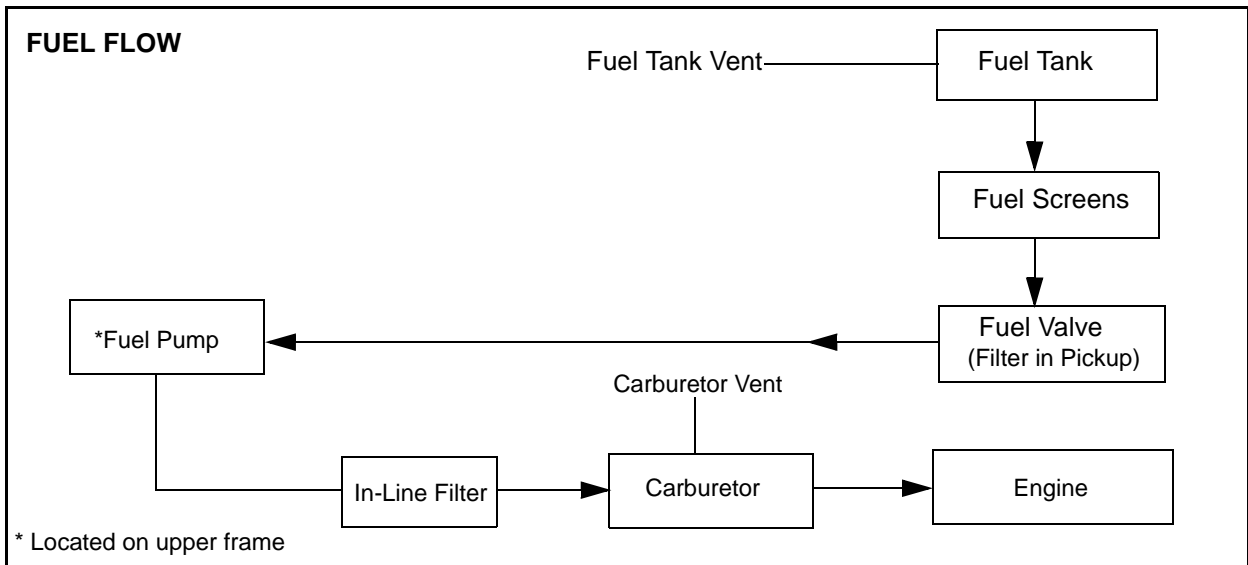 FUEL FLOW
Fuel Tank Vent
Fuel Tank
Fuel Screens
Fuel Valve
(Filter in Pickup)
*Fuel Pump
Carburetor Vent
In-Line Filter
Carburetor
Engine
* Located on upper frame